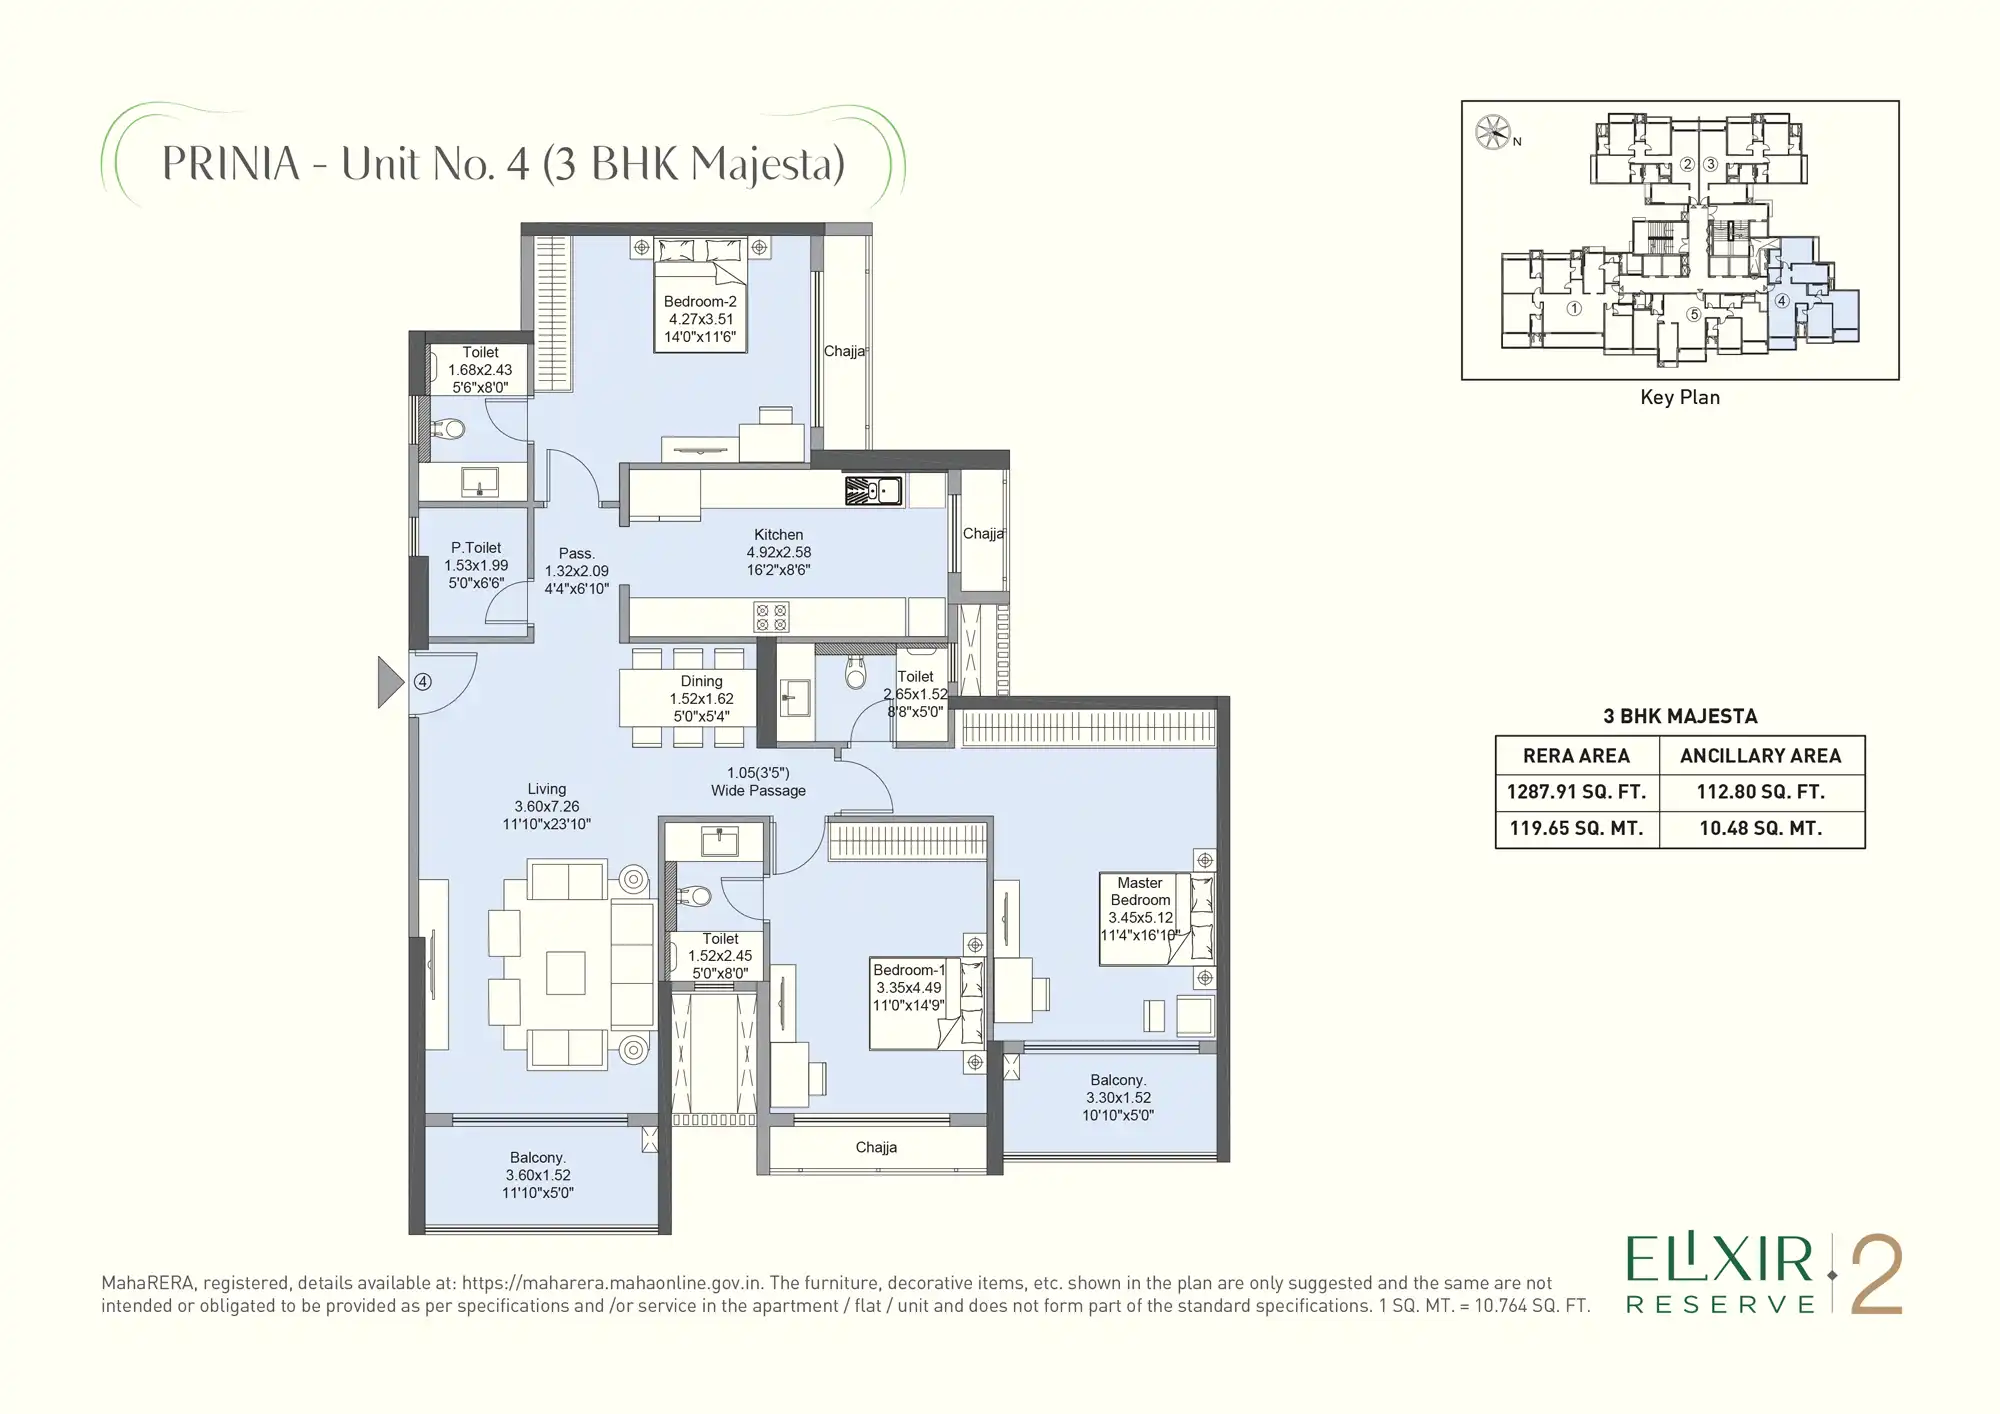 PRINIA - Unit No. 4 (3 BHK Majesta)
N
2
3
1
4
5
Key Plan
Bedroom-2
4.27x3.51
14'0"x11'6"
Chajja
Toilet
1.68x2.43
5'6"x8'0"
Kitchen
4.92x2.58
16'2"x8'6"
Chajja
P.Toilet
1.53x1.99
5'0"x6'6"
Pass.
1.32x2.09
4'4"x6'10"
4
Dining
1.52x1.62
5'0"x5'4"
Toilet
2.65x1.52
8'8"x5'0"
1.05(3'5")
Wide Passage
Living
3.60x7.26
11'10"x23'10"
Master
Bedroom
3.45x5.12
11'4"x16'10"
Toilet
1.52x2.45
5'0"x8'0"
Bedroom-1
3.35x4.49
11'0"x14'9"
Balcony.
3.30x1.52
10'10"x5'0"
Chajja
Balcony.
3.60x1.52
11'10"x5'0"
3 BHK MAJESTA
RERA AREA ANCILLARY AREA
1287.91 SQ. FT. 112.80 SQ. FT.
119.65 SQ. MT. 10.48 SQ. MT.
MahaRERA, registered, details available at: https://maharera.mahaonline.gov.in. The furniture, decorative items, etc. shown in the plan are only suggested and the same are not
intended or obligated to be provided as per specifications and /or service in the apartment / flat / unit and does not form part of the standard specifications. 1 SQ. MT. = 10.764 SQ. FT.
ELIXIR
RESERVE
2